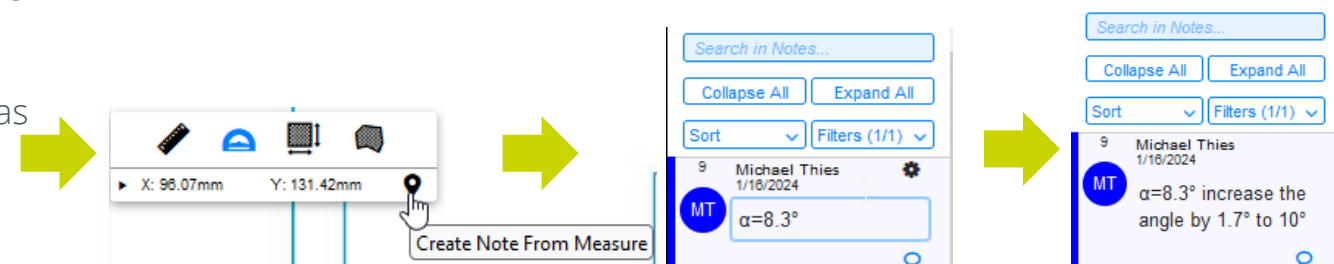 as
X: 96.07mm Y: 131.42mm
Create Note From Measure
Search in Notes...
Collapse All Expand All
Sort Filters (1/1)
9 Michael Thies
1/16/2024
MT
α=8.3°
Search in Notes...
Collapse All Expand All
Sort Filters (1/1)
9 Michael Thies
1/16/2024
MT
α=8.3° increase the
angle by 1.7° to 10°